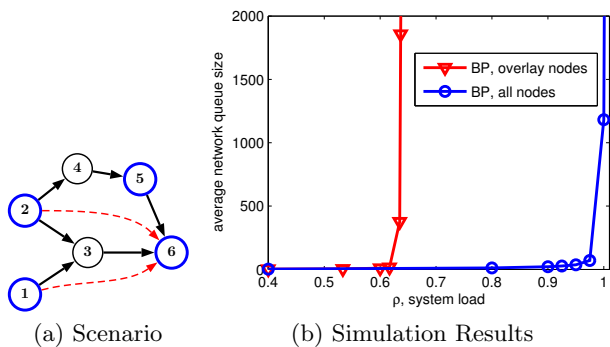 4
5
2
3
6
1
(a) Scenario
2000
1500
1000
500
0
average network queue size
BP, overlay nodes
BP, all nodes
0.4 0.5 0.6 0.7 0.8 0.9 1
ρ, system load
(b) Simulation Results